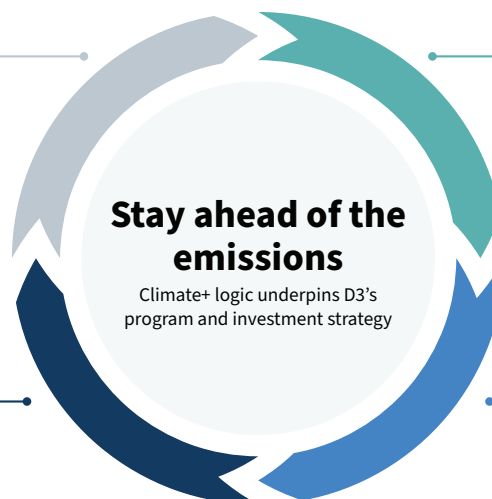 Stay ahead of the
emissions
Climate+ logic underpins D3’s
program and investment strategy